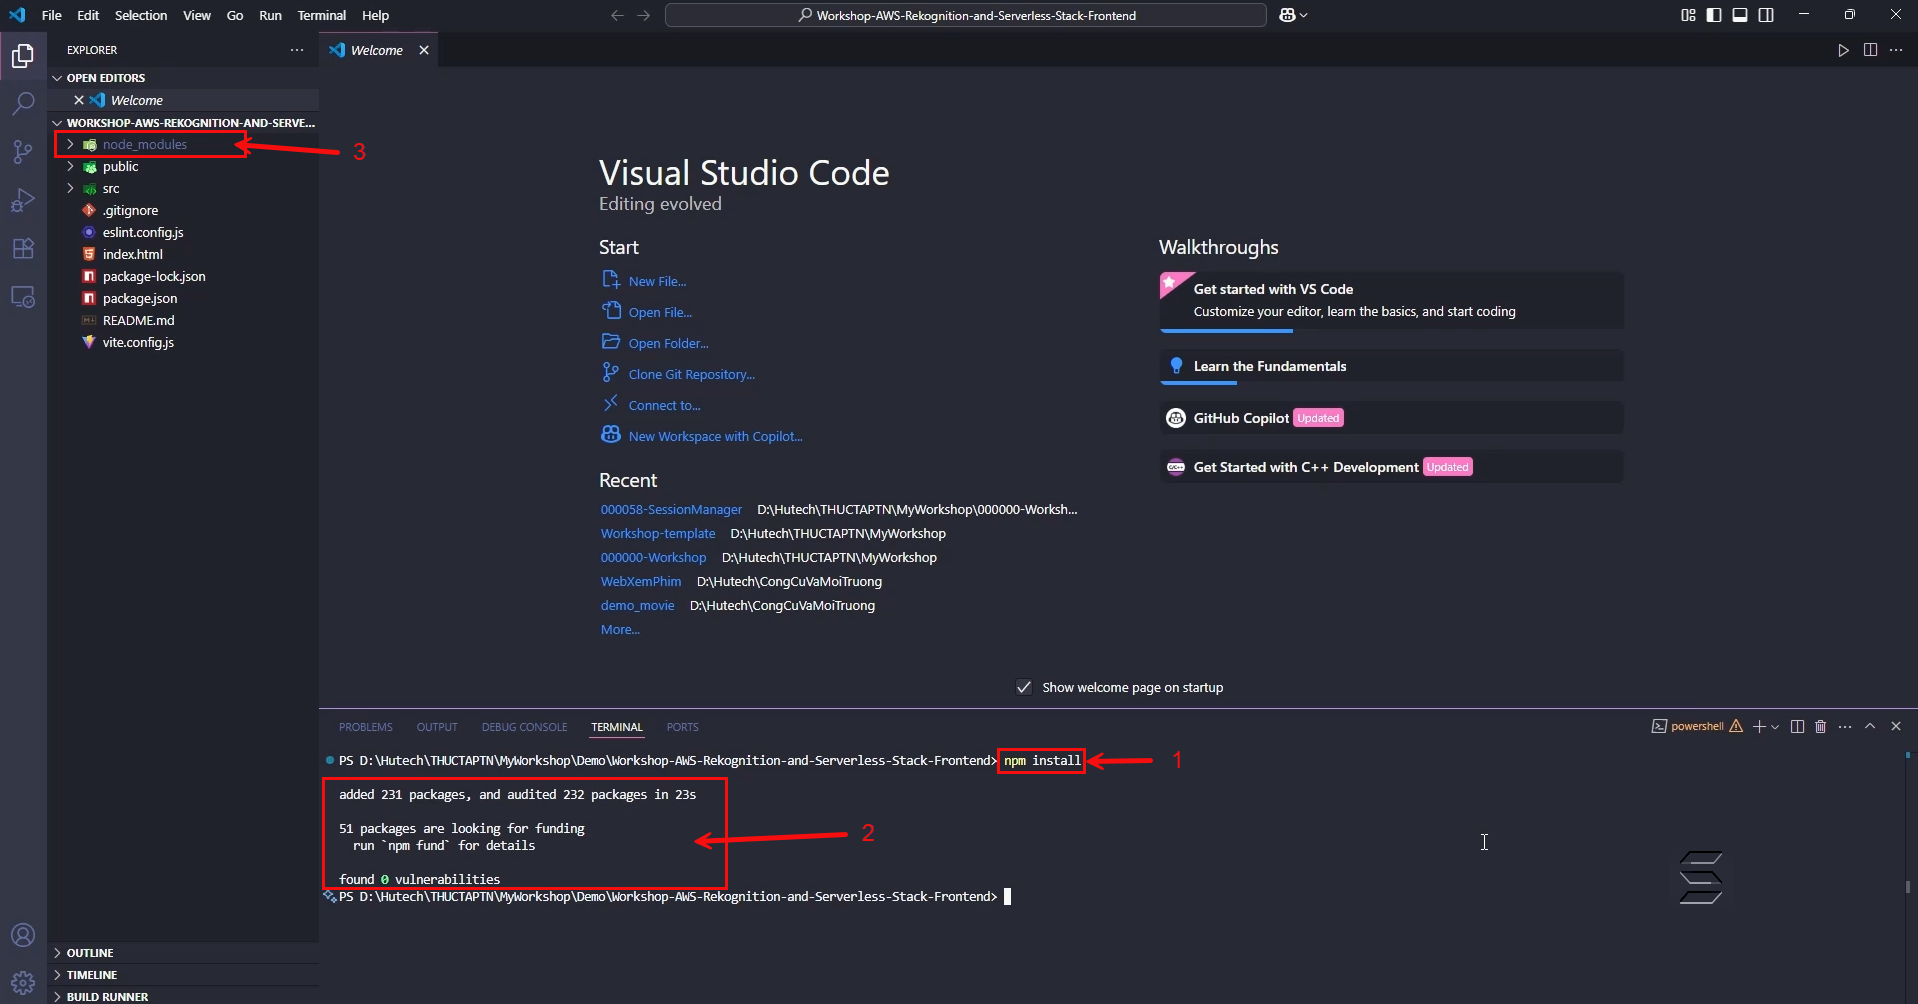 File Edit Selection View Go Run Terminal Help
Workshop-AWS-Rekognition-and-Serverless-Stack-Frontend
EXPLORER
OPEN EDITORS
Welcome
WORKSHOP-AWS-REKOGNITION-AND-SERVE...
node_modules
3
public
src
.gitignore
eslint.config.js
index.html
package-lock.json
package.json
README.md
vite.config.js
OUTLINE
TIMELINE
BUILD RUNNER
Welcome
Visual Studio Code
Editing evolved
Start
New File...
Open File...
Open Folder...
Clone Git Repository...
Connect to...
New Workspace with Copilot...
Recent
000058-SessionManager D:\Hutech\THUCTAPTN\MyWorkshop\000000-Worksh...
Workshop-template D:\Hutech\THUCTAPTN\MyWorkshop
000000-Workshop D:\Hutech\THUCTAPTN\MyWorkshop
WebXemPhim D:\Hutech\CongCuVaMoiTruong
demo_movie D:\Hutech\CongCuVaMoiTruong
More...
Walkthroughs
Get started with VS Code
Customize your editor, learn the basics, and start coding
Learn the Fundamentals
GitHub Copilot Updated
Get Started with C++ Development Updated
Show welcome page on startup
PROBLEMS OUTPUT DEBUG CONSOLE TERMINAL PORTS
powershell
PS D:\Hutech\THUCTAPTN\MyWorkshop\Demo\Workshop-AWS-Rekognition-and-Serverless-Stack-Frontend> npm install
1
added 231 packages, and audited 232 packages in 23s
51 packages are looking for funding
run `npm fund` for details
2
found 0 vulnerabilities
PS D:\Hutech\THUCTAPTN\MyWorkshop\Demo\Workshop-AWS-Rekognition-and-Serverless-Stack-Frontend>